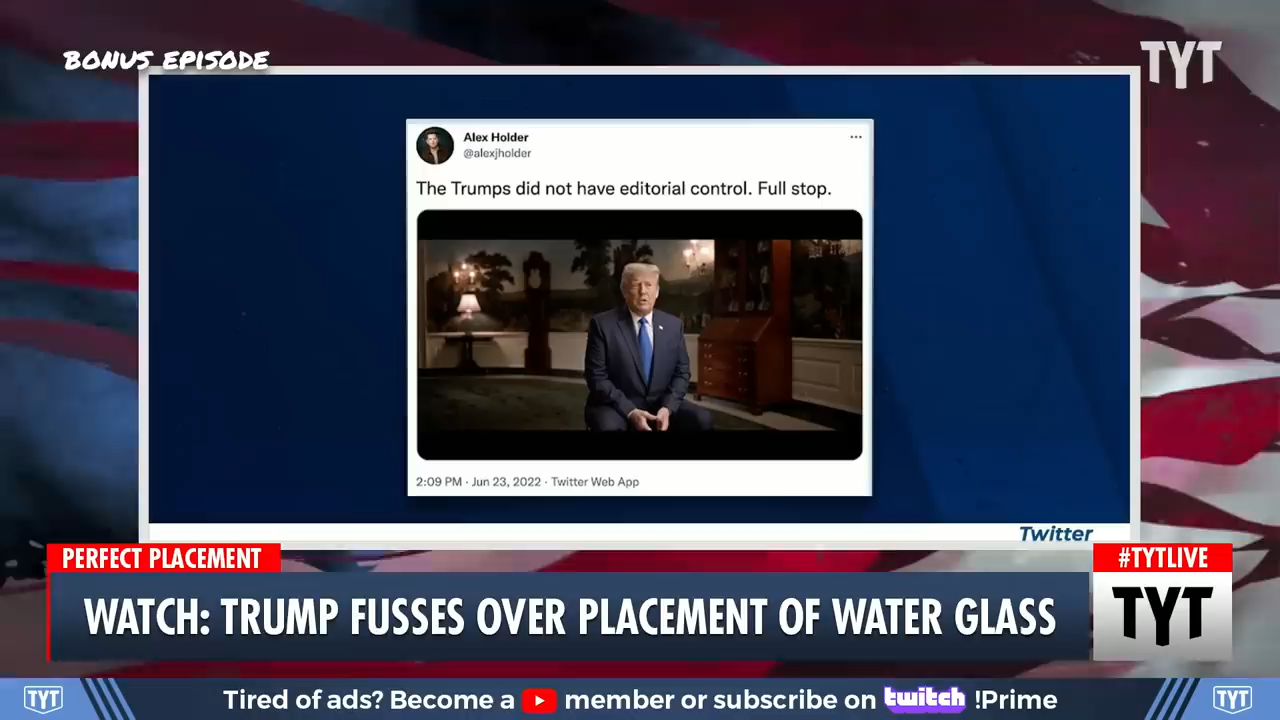 BONUS EPISODE
TYT
Alex Holder
@alexjholder
The Trumps did not have editorial control. Full stop.
2:09 PM · Jun 23, 2022 · Twitter Web App
Twitter
PERFECT PLACEMENT
#TYTLIVE
WATCH: TRUMP FUSSES OVER PLACEMENT OF WATER GLASS
TYT
TYT
Tired of ads? Become a member or subscribe on twitch !Prime
TYT